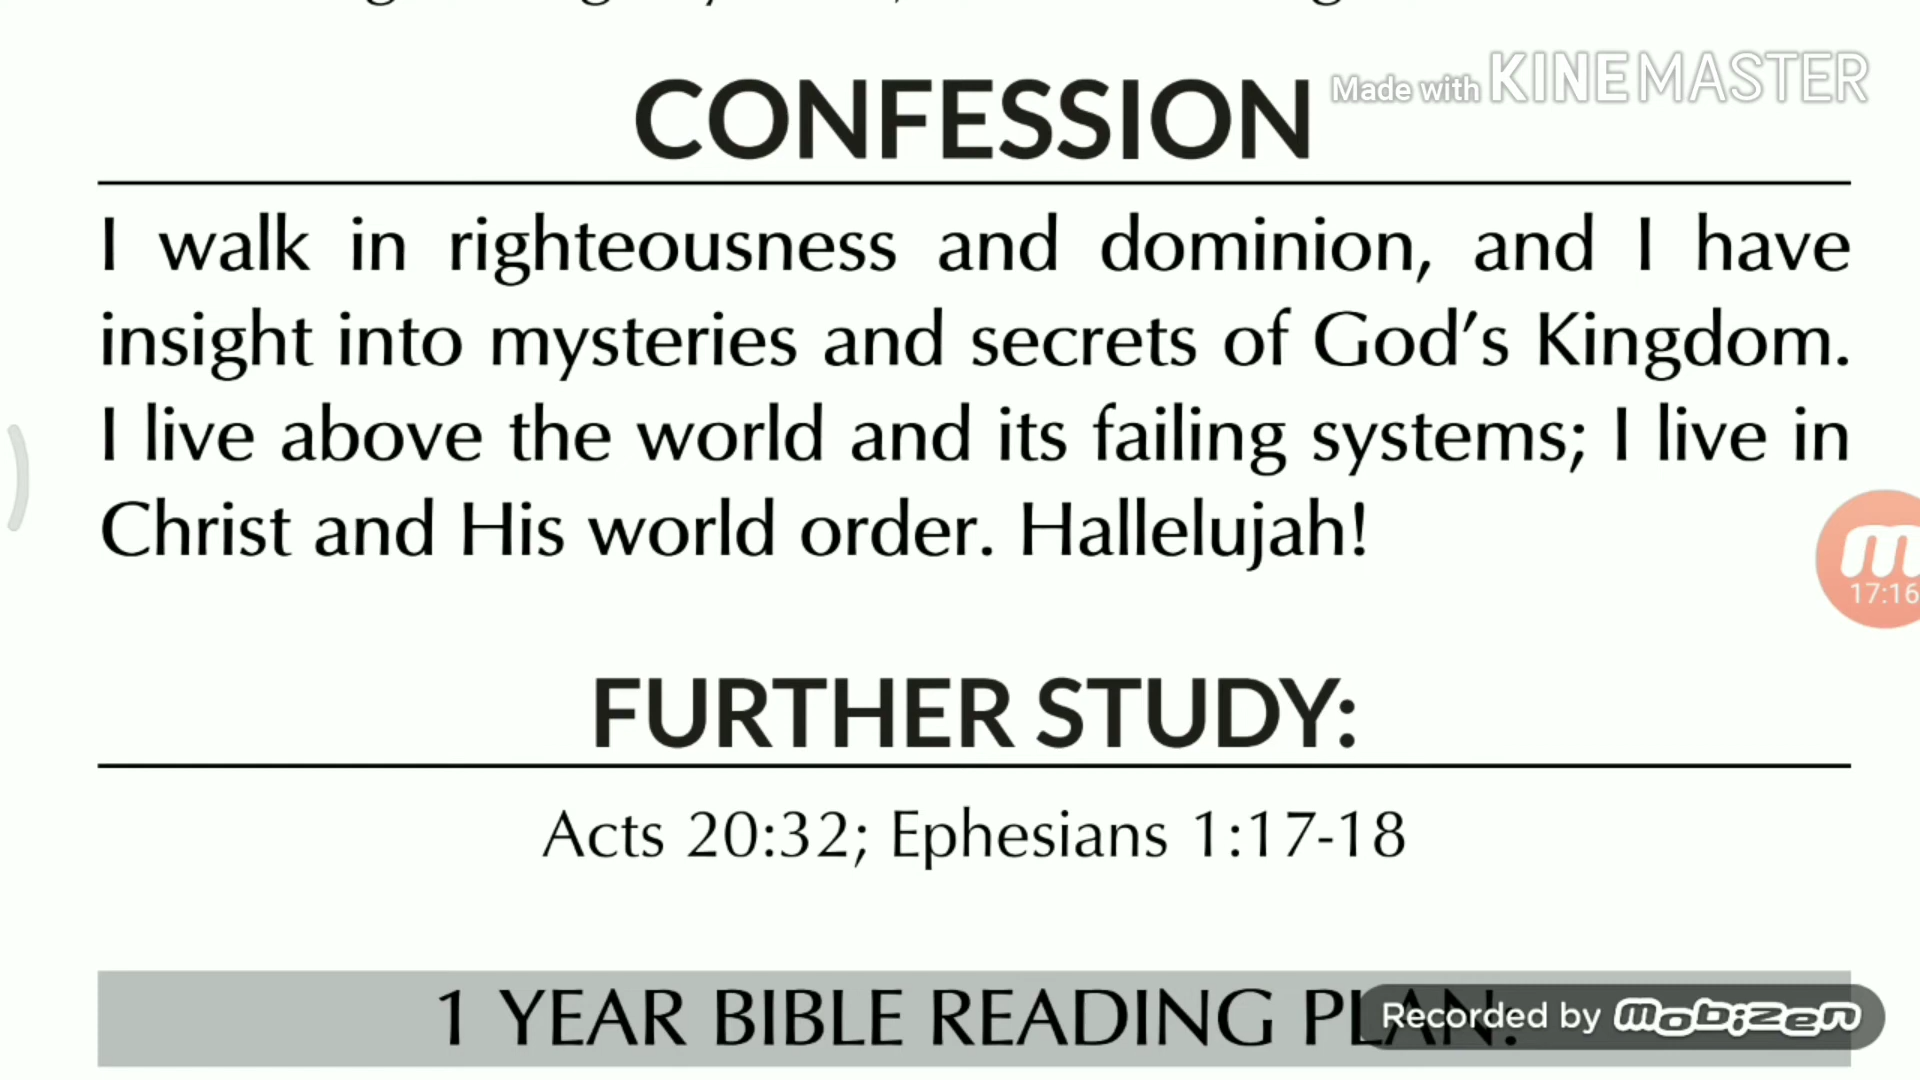 CONFESSION
Made with KINEMASTER
I walk in righteousness and dominion, and I have
insight into mysteries and secrets of God's Kingdom.
I live above the world and its failing systems; I live in
Christ and His world order. Hallelujah!
17:16
FURTHER STUDY:
Acts 20:32; Ephesians 1:17-18
1 YEAR BIBLE READING PLAN:
Recorded by mobizen